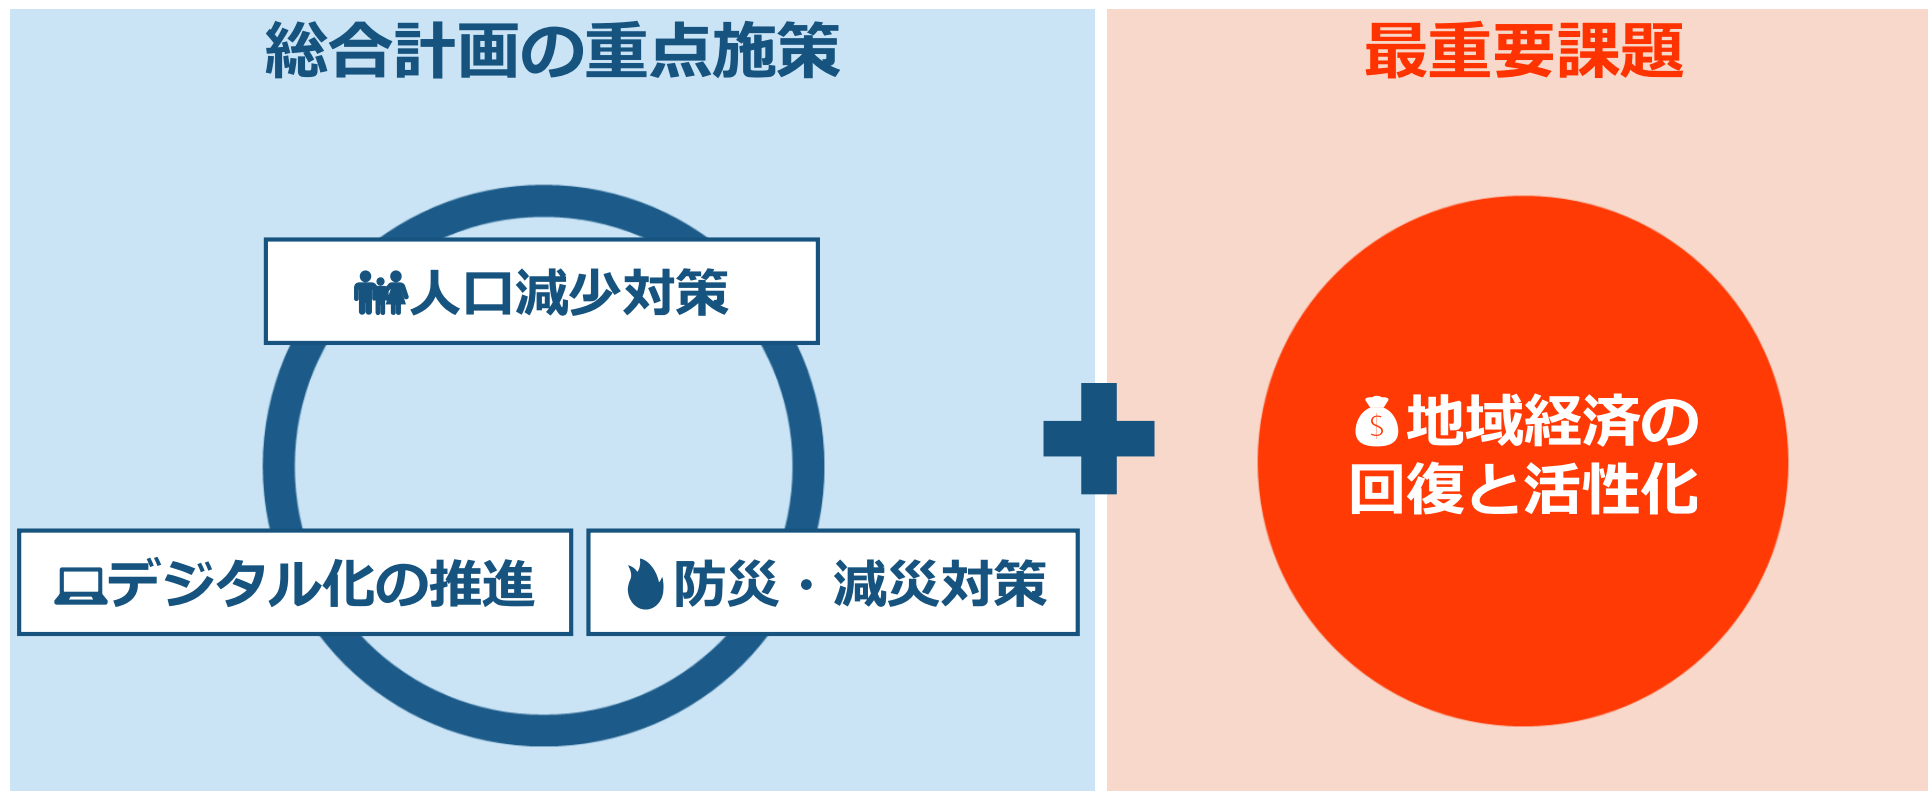 総合計画の重点施策
最重要課題
人口減少対策
デジタル化の推進
防災・減災対策
地域経済の
回復と活性化